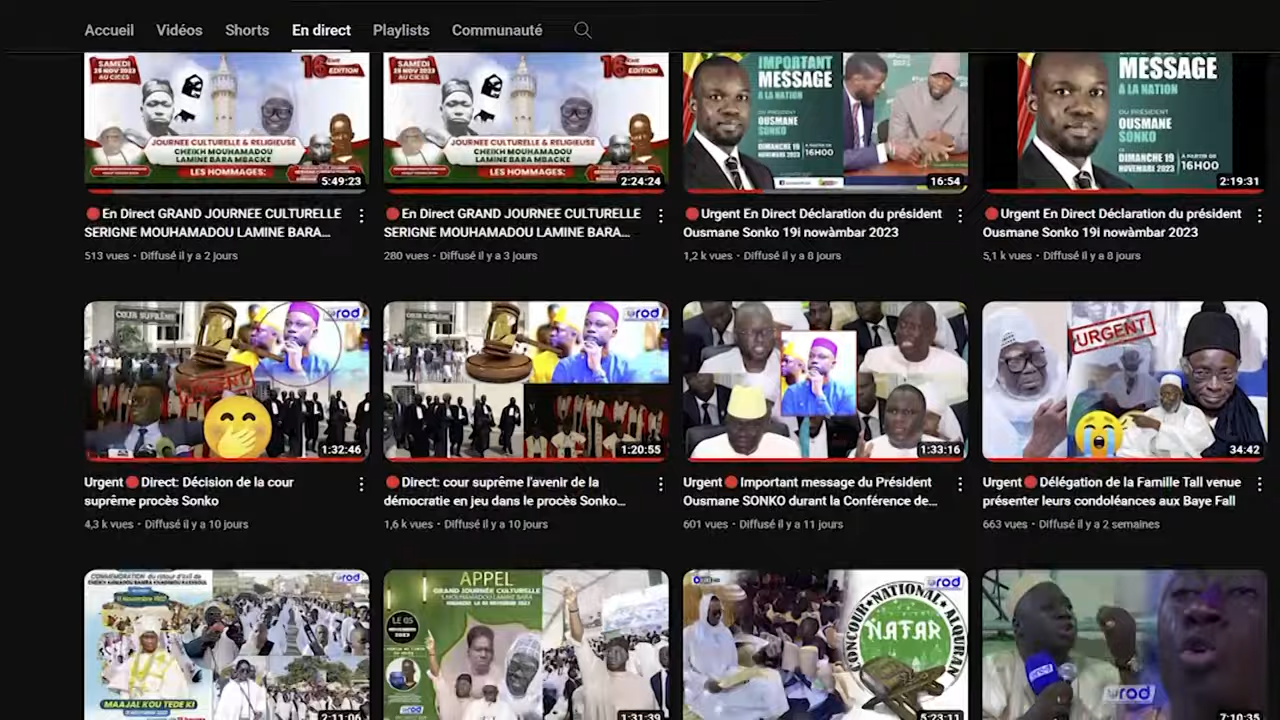 Accueil Vidéos Shorts En direct Playlists Communauté
SAMEDI
25 NOV 2023
AU CICES
16
EDITION
JOURNEE CULTURELLE & RELIGIEUSE
CHEIKH MOUHAMADOU
LAMINE BARA MBACKE
LES HOMMAGES:
5:49:23
SAMEDI
25 NOV 2023
AU CICES
16
EDITION
JOURNEE CULTURELLE & RELIGIEUSE
CHEIKH MOUHAMADOU
LAMINE BARA MBACKE
LES HOMMAGES:
2:24:24
IMPORTANT
MESSAGE
A LA NATION
DU PRÉSIDENT
OUSMANE
SONKO
DIMANCHE 19
NOVEMBRE 2023
A PARTIR DE
16H00
16:54
MESSAGE
A LA NATION
DU PRÉSIDENT
OUSMANE
SONKO
DIMANCHE 19
NOVEMBRE 2023
A PARTIR DE
16H00
2:19:31
🔴En Direct GRAND JOURNEE CULTURELLE
SERIGNE MOUHAMADOU LAMINE BARA...
513 vues • Diffusé il y a 2 jours
🔴En Direct GRAND JOURNEE CULTURELLE
SERIGNE MOUHAMADOU LAMINE BARA...
280 vues • Diffusé il y a 3 jours
🔴Urgent En Direct Déclaration du président
Ousmane Sonko 19i nowàmbar 2023
1,2 k vues • Diffusé il y a 8 jours
🔴Urgent En Direct Déclaration du président
Ousmane Sonko 19i nowàmbar 2023
5,1 k vues • Diffusé il y a 8 jours
COUR SUPRÊME
rod
URGENT
1:32:46
COUR SUPRÊME
rod
1:20:55
1:33:16
URGENT
34:42
Urgent🔴Direct: Décision de la cour
suprême procès Sonko
4,3 k vues • Diffusé il y a 10 jours
🔴Direct: cour suprême l'avenir de la
démocratie en jeu dans le procès Sonko...
1,6 k vues • Diffusé il y a 10 jours
Urgent🔴Important message du Président
Ousmane SONKO durant la Conférence de...
601 vues • Diffusé il y a 11 jours
Urgent🔴Délégation de la Famille Tall venue
présenter leurs condoléances aux Baye Fall
663 vues • Diffusé il y a 2 semaines
rod
MAAJAL KOU TEDE KI
2:11:06
APPEL
GRAND JOURNÉE CULTURELLE
LE 05
2023
rod
1:31:39
rod
CONCOUR NATIONAL ALQURAN
NAFAR
5:23:11
rod
7:10:35